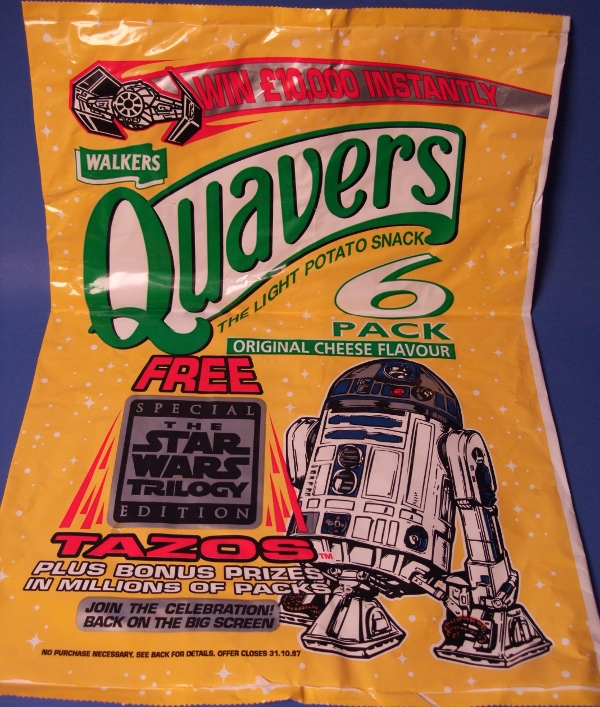 WIN £10,000 INSTANTLY
WALKERS
Quavers
THE LIGHT POTATO SNACK
6
PACK
ORIGINAL CHEESE FLAVOUR
FREE
SPECIAL
THE
STAR
WARS
TRILOGY
EDITION
TAZOS™
PLUS BONUS PRIZES
IN MILLIONS OF PACKS
JOIN THE CELEBRATION!
BACK ON THE BIG SCREEN
NO PURCHASE NECESSARY. SEE BACK FOR DETAILS. OFFER CLOSES 31.10.97